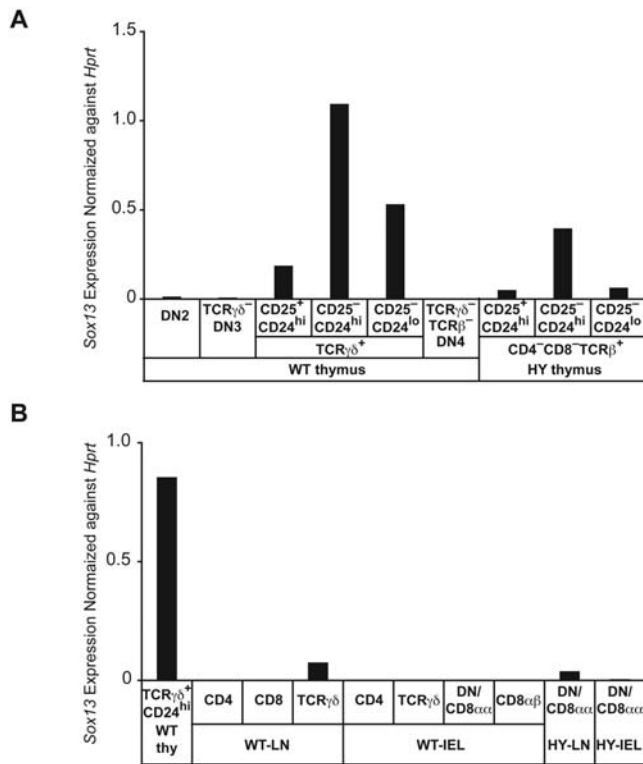 A
Sox13 Expression Normaized against Hprt
1.5
1.0
0.5
0
DN2
TCRγδ⁻
DN3
CD25⁺
CD24ʰⁱ
CD25⁻
CD24ʰⁱ
CD25⁻
CD24ˡᵒ
TCRγδ⁻
TCRβ⁻
DN4
CD25⁺
CD24ʰⁱ
CD25⁻
CD24ʰⁱ
CD25⁻
CD24ˡᵒ
TCRγδ⁺
CD4⁻CD8⁻TCRβ⁺
WT thymus
HY thymus
B
Sox13 Expression Normaized against Hprt
1.0
0.5
0
TCRγδ⁺
CD24ʰⁱ
WT
thy
CD4
CD8
TCRγδ
CD4
TCRγδ
DN/
CD8αα
CD8αβ
DN/
CD8αα
DN/
CD8αα
WT-LN
WT-IEL
HY-LN
HY-IEL